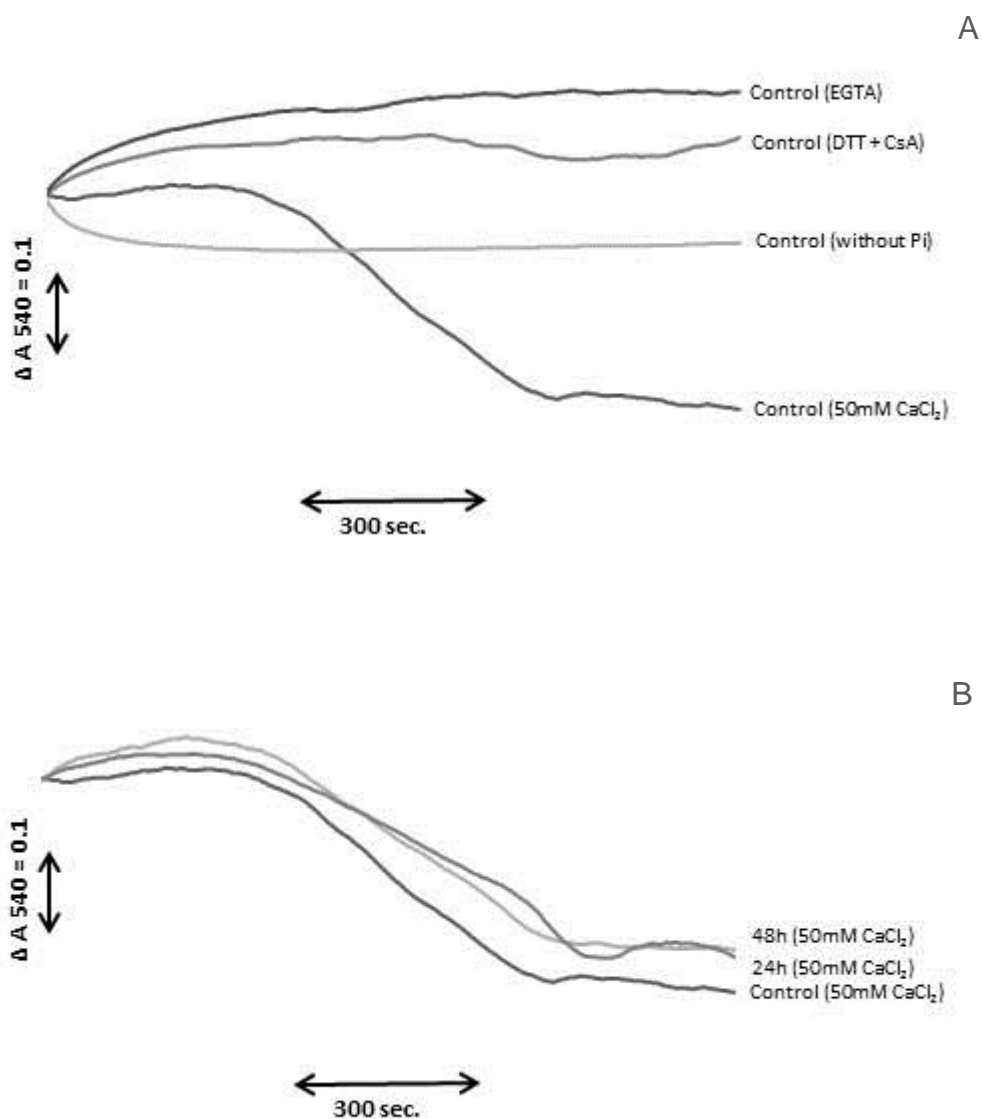 A
Control (EGTA)
Control (DTT + CsA)
Control (without Pi)
Δ A 540 = 0.1
Control (50mM CaCl₂)
300 sec.
B
Δ A 540 = 0.1
48h (50mM CaCl₂)
24h (50mM CaCl₂)
Control (50mM CaCl₂)
300 sec.